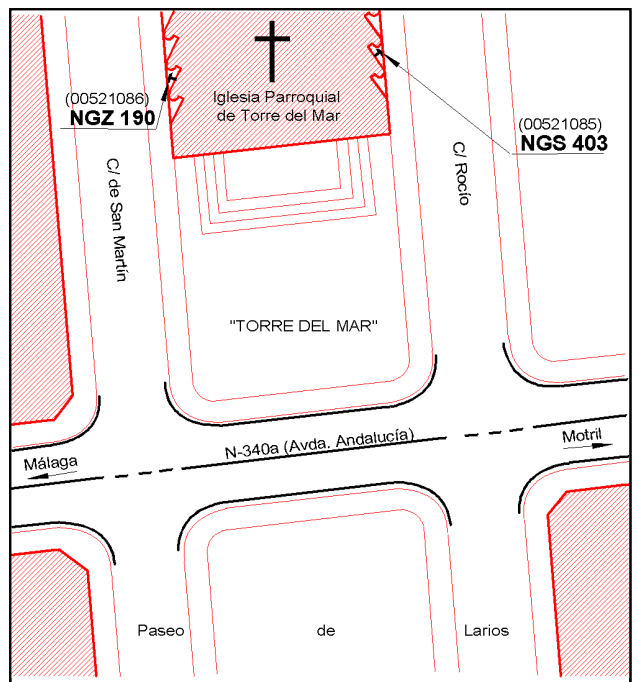 (00521086)
NGZ 190
Iglesia Parroquial
de Torre del Mar
(00521085)
NGS 403
C/ de San Martín
C/ Rocío
"TORRE DEL MAR"
N-340a (Avda. Andalucía)
Motril
Málaga
Paseo de Larios